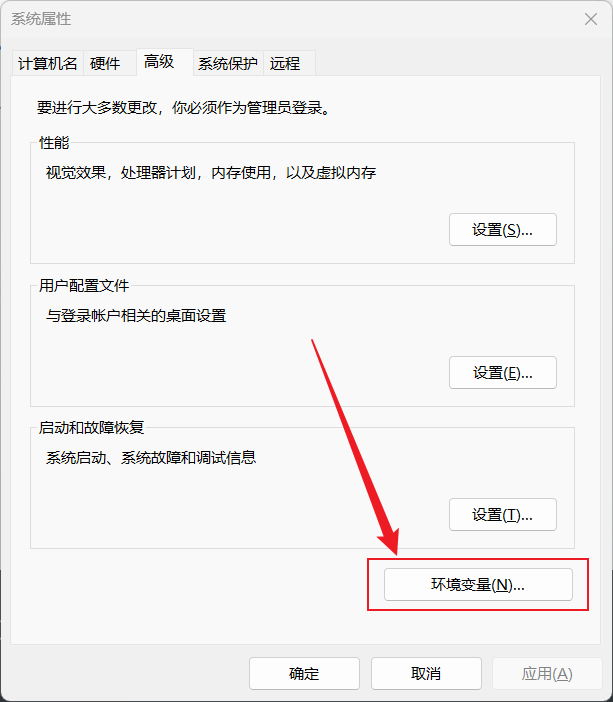 系统属性
计算机名 硬件 高级 系统保护 远程
要进行大多数更改，你必须作为管理员登录。
性能
视觉效果，处理器计划，内存使用，以及虚拟内存
设置(S)...
用户配置文件
与登录帐户相关的桌面设置
设置(E)...
启动和故障恢复
系统启动、系统故障和调试信息
设置(T)...
环境变量(N)...
确定 取消 应用(A)